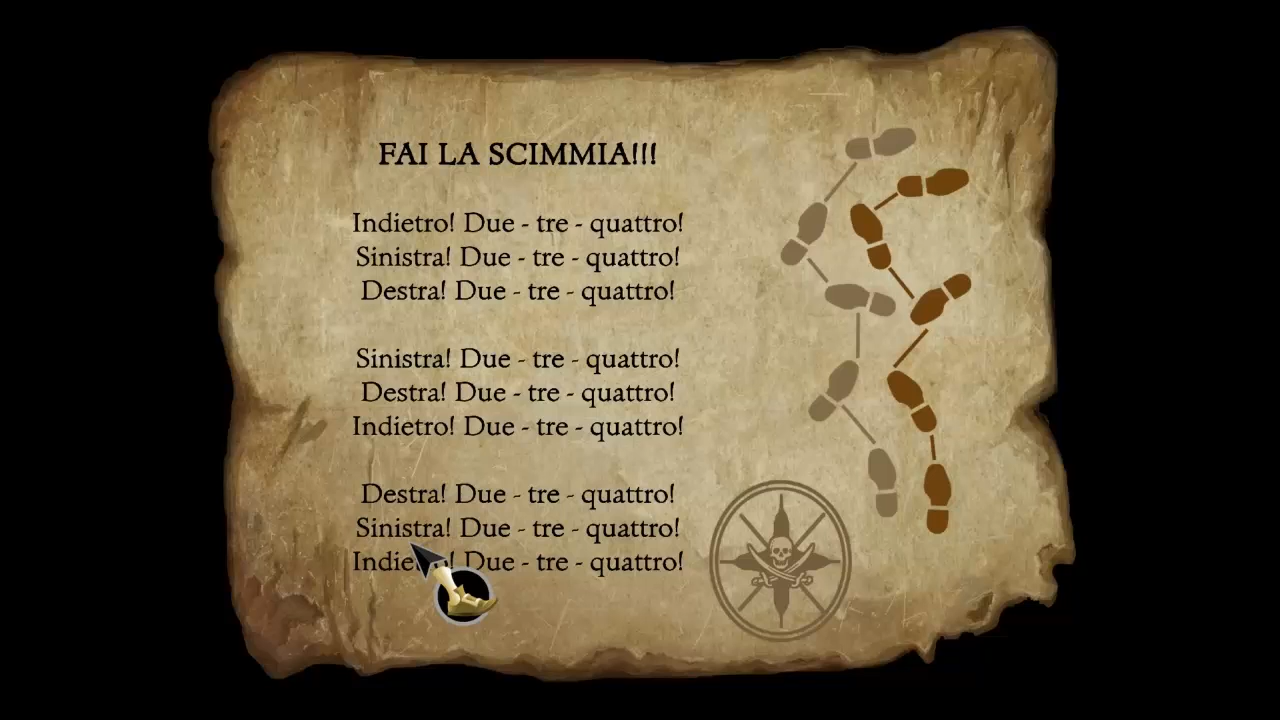 FAI LA SCIMMIA!!!
Indietro! Due - tre - quattro!
Sinistra! Due - tre - quattro!
Destra! Due - tre - quattro!
Sinistra! Due - tre - quattro!
Destra! Due - tre - quattro!
Indietro! Due - tre - quattro!
Destra! Due - tre - quattro!
Sinistra! Due - tre - quattro!
Indietro! Due - tre - quattro!